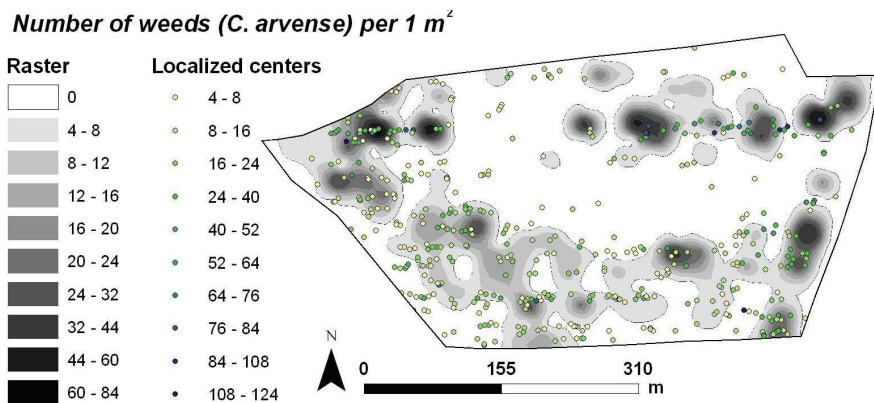 Number of weeds (C. arvense) per 1 m²
Raster
0
4 - 8
8 - 12
12 - 16
16 - 20
20 - 24
24 - 32
32 - 44
44 - 60
60 - 84
Localized centers
4 - 8
8 - 16
16 - 24
24 - 40
40 - 52
52 - 64
64 - 76
76 - 84
84 - 108
108 - 124
N
0 155 310
m